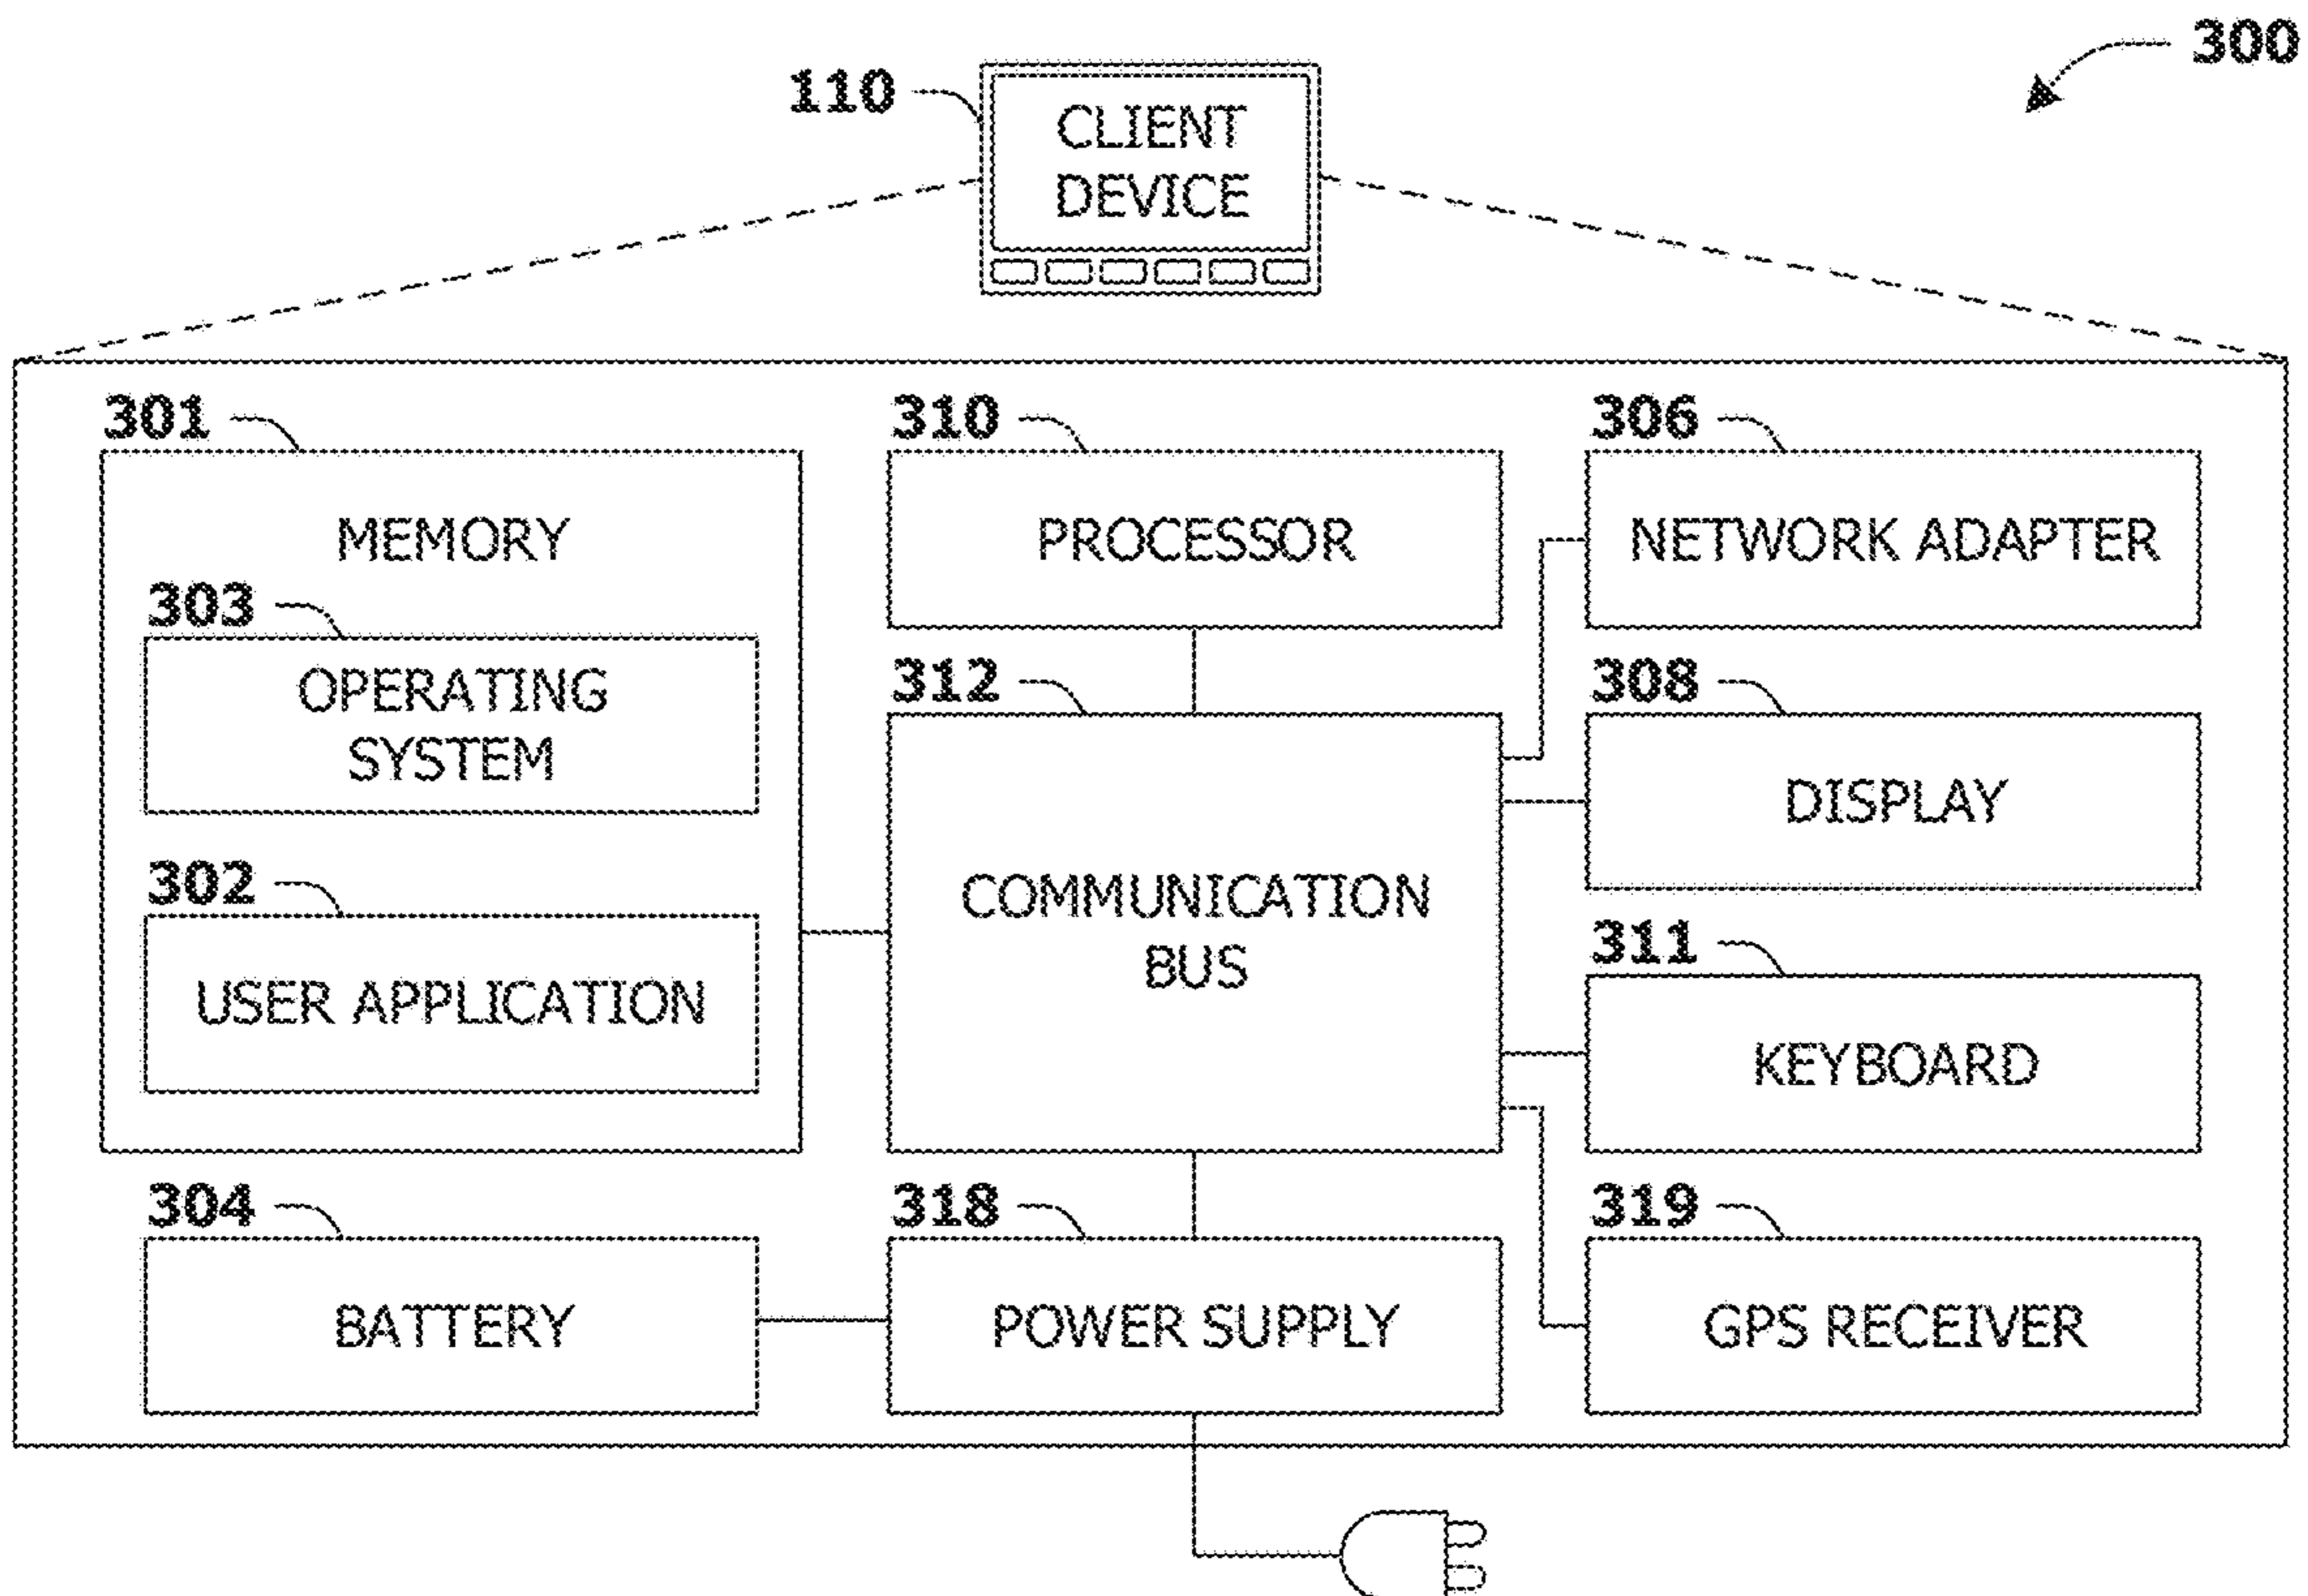 300
110
CLIENT
DEVICE
301
310
306
MEMORY
PROCESSOR
NETWORK ADAPTER
303
OPERATING
SYSTEM
312
308
COMMUNICATION
BUS
DISPLAY
302
USER APPLICATION
311
KEYBOARD
304
318
319
BATTERY
POWER SUPPLY
GPS RECEIVER